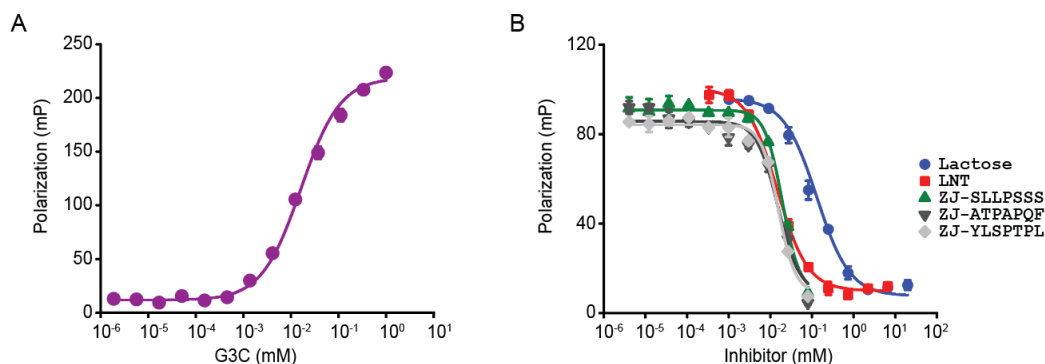 A
B
Polarization (mP)
250
200
150
100
50
0
10⁻⁶ 10⁻⁵ 10⁻⁴ 10⁻³ 10⁻² 10⁻¹ 10⁰ 10¹
G3C (mM)
Polarization (mP)
120
80
40
0
10⁻⁶ 10⁻⁵ 10⁻⁴ 10⁻³ 10⁻² 10⁻¹ 10⁰ 10¹ 10²
Inhibitor (mM)
Lactose
LNT
ZJ-SLLPSSS
ZJ-ATPAPQF
ZJ-YLSPTPL